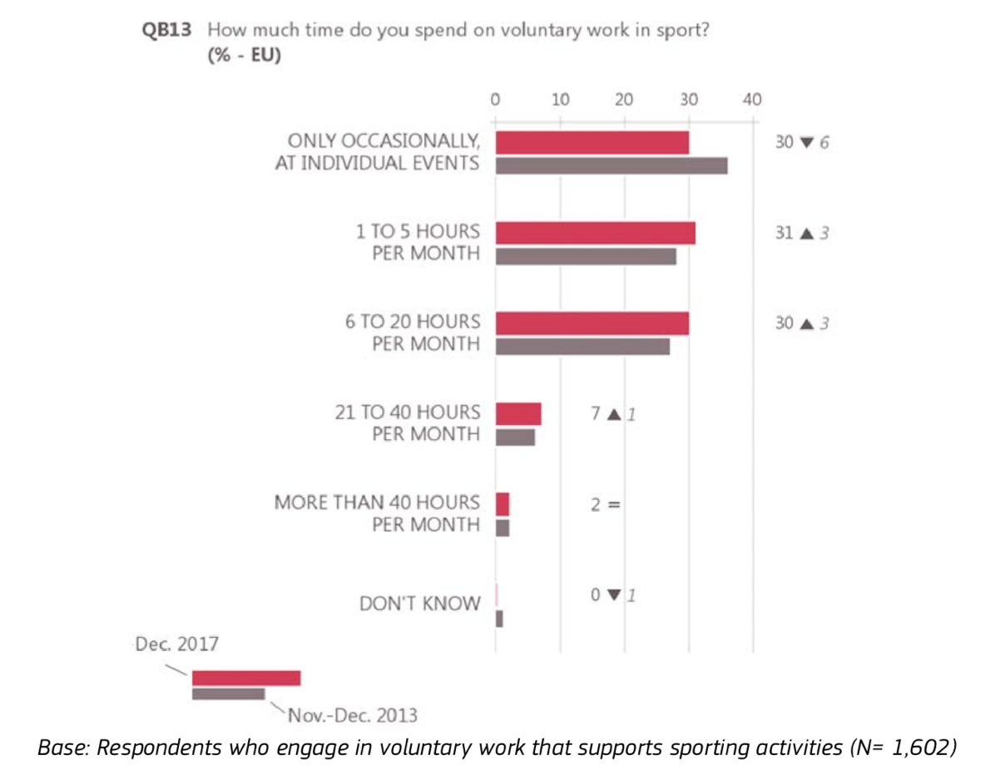 QB13 How much time do you spend on voluntary work in sport?
(% - EU)
0 10 20 30 40
ONLY OCCASIONALLY,
AT INDIVIDUAL EVENTS
30 ▼ 6
1 TO 5 HOURS
PER MONTH
31 ▲ 3
6 TO 20 HOURS
PER MONTH
30 ▲ 3
21 TO 40 HOURS
PER MONTH
7 ▲ 1
MORE THAN 40 HOURS
PER MONTH
2 =
DON'T KNOW
0 ▼ 1
Dec. 2017
Nov.-Dec. 2013
Base: Respondents who engage in voluntary work that supports sporting activities (N= 1,602)